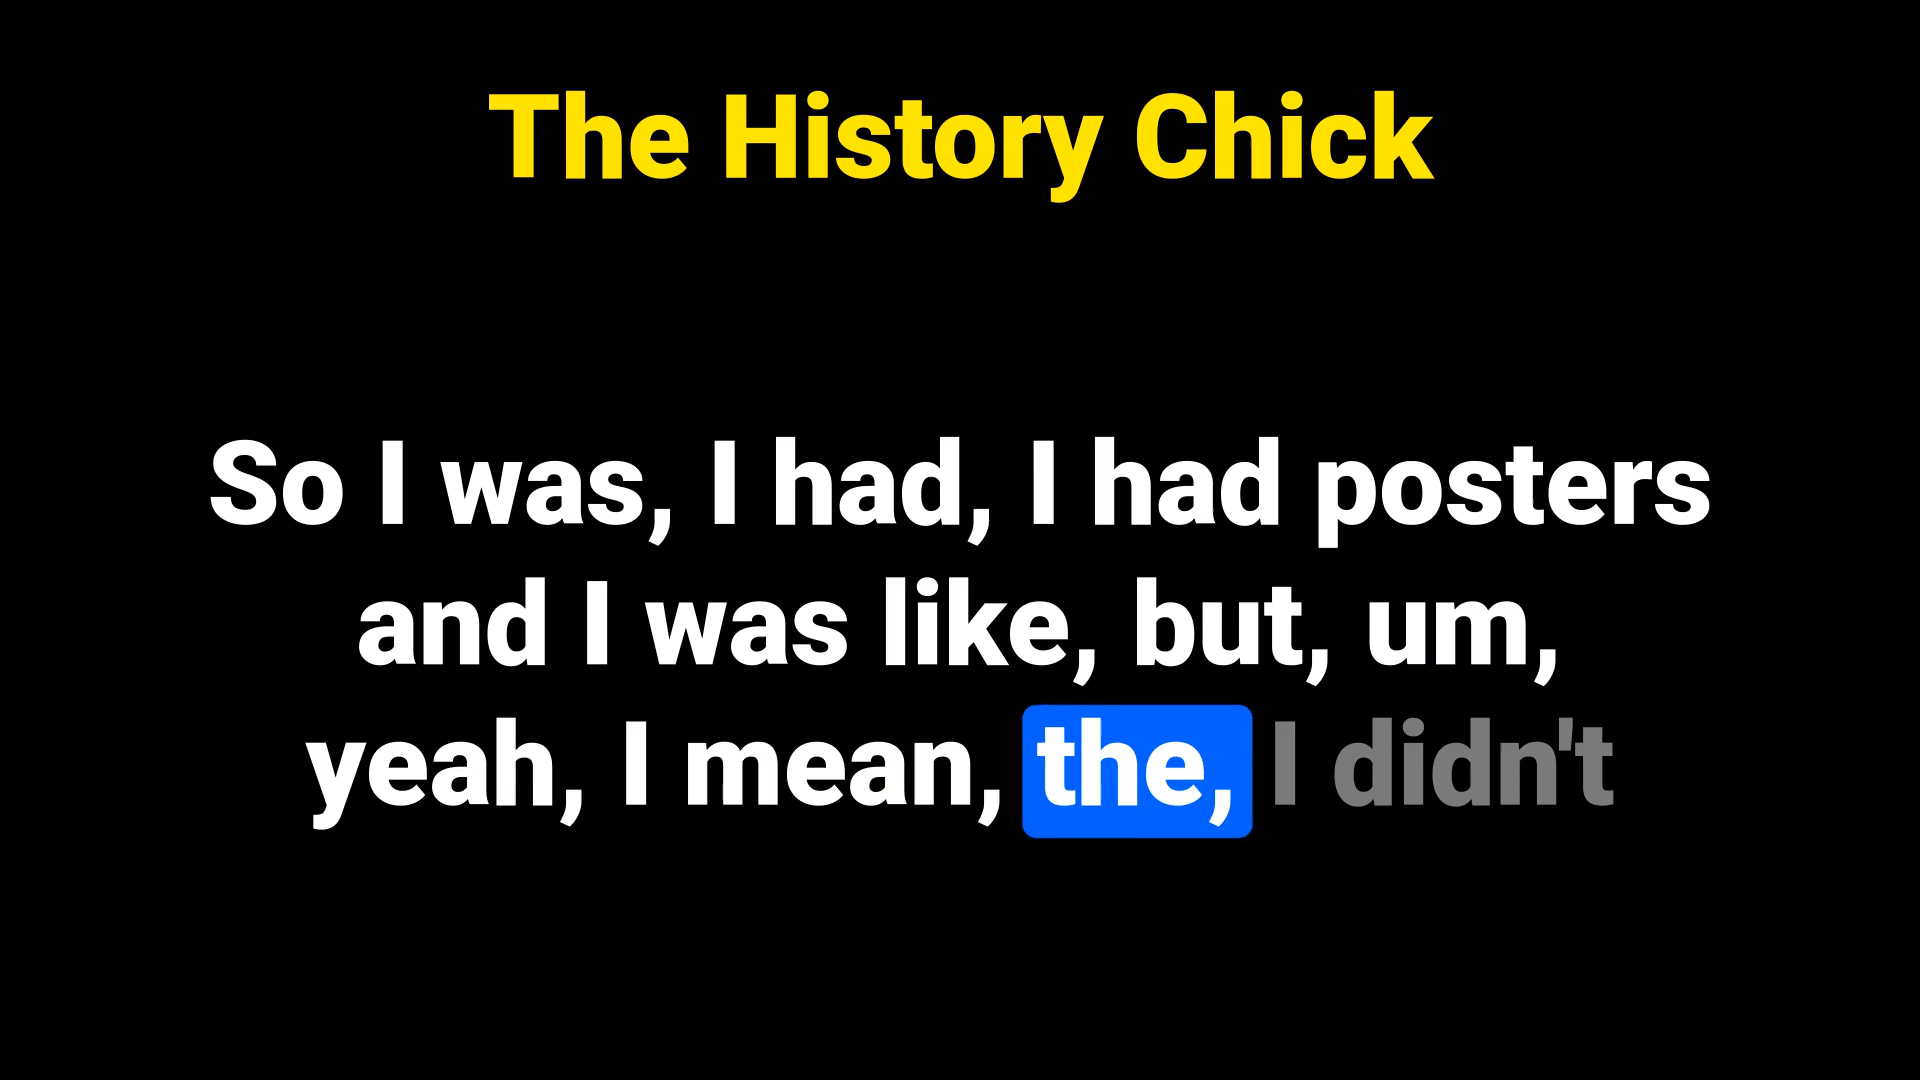 The History Chick
So I was, I had, I had posters
and I was like, but, um,
yeah, I mean, the, I didn't